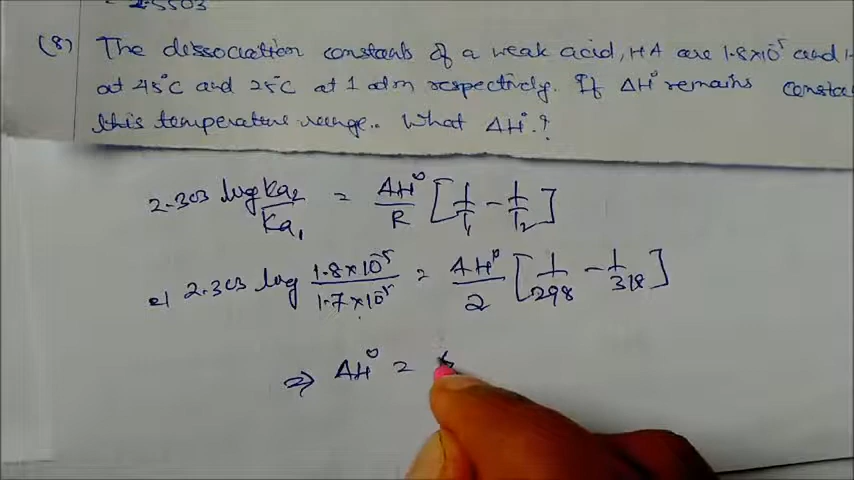 = 2.5503
(8) The dissociation constants of a weak acid, HA are 1.8×10⁻⁵ and 1
at 45°C and 25°C at 1 atm respectively. If ΔH° remains consta
this temperature range.. What ΔH°.?
2.303 log Ka₂/Ka₁ = ΔH°/R [1/T₁ - 1/T₂]
=) 2.303 log 1.8×10⁻⁵/1.7×10⁻⁵ = ΔH°/2 [1/298 - 1/318]
⇒ ΔH° =